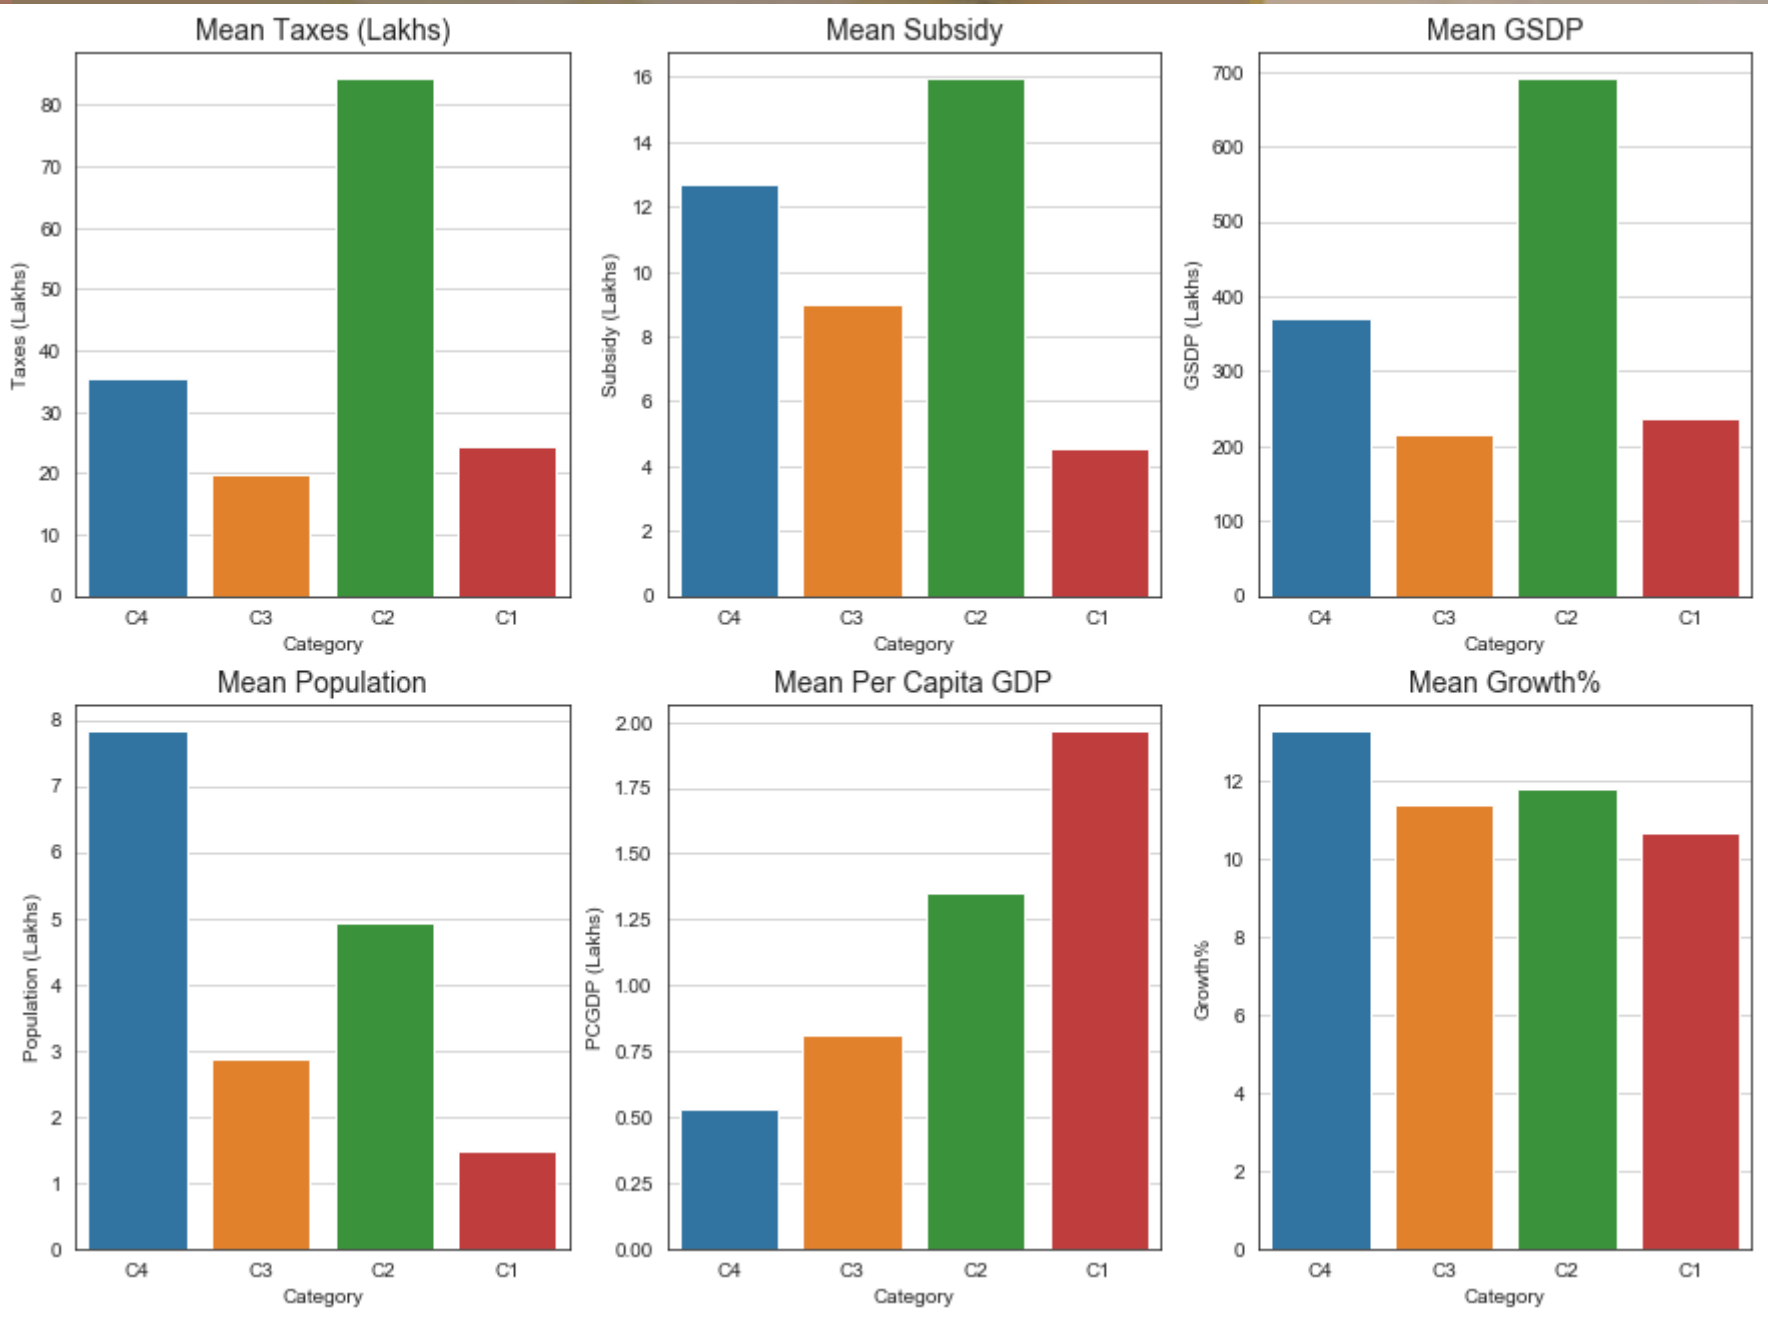 Mean Taxes (Lakhs)
Taxes (Lakhs)
80
70
60
50
40
30
20
10
0
C4 C3 C2 C1
Category
Mean Subsidy
Subsidy (Lakhs)
16
14
12
10
8
6
4
2
0
C4 C3 C2 C1
Category
Mean GSDP
GSDP (Lakhs)
700
600
500
400
300
200
100
0
C4 C3 C2 C1
Category
Mean Population
Population (Lakhs)
8
7
6
5
4
3
2
1
0
C4 C3 C2 C1
Category
Mean Per Capita GDP
PCGDP (Lakhs)
2.00
1.75
1.50
1.25
1.00
0.75
0.50
0.25
0.00
C4 C3 C2 C1
Category
Mean Growth%
Growth%
12
10
8
6
4
2
0
C4 C3 C2 C1
Category